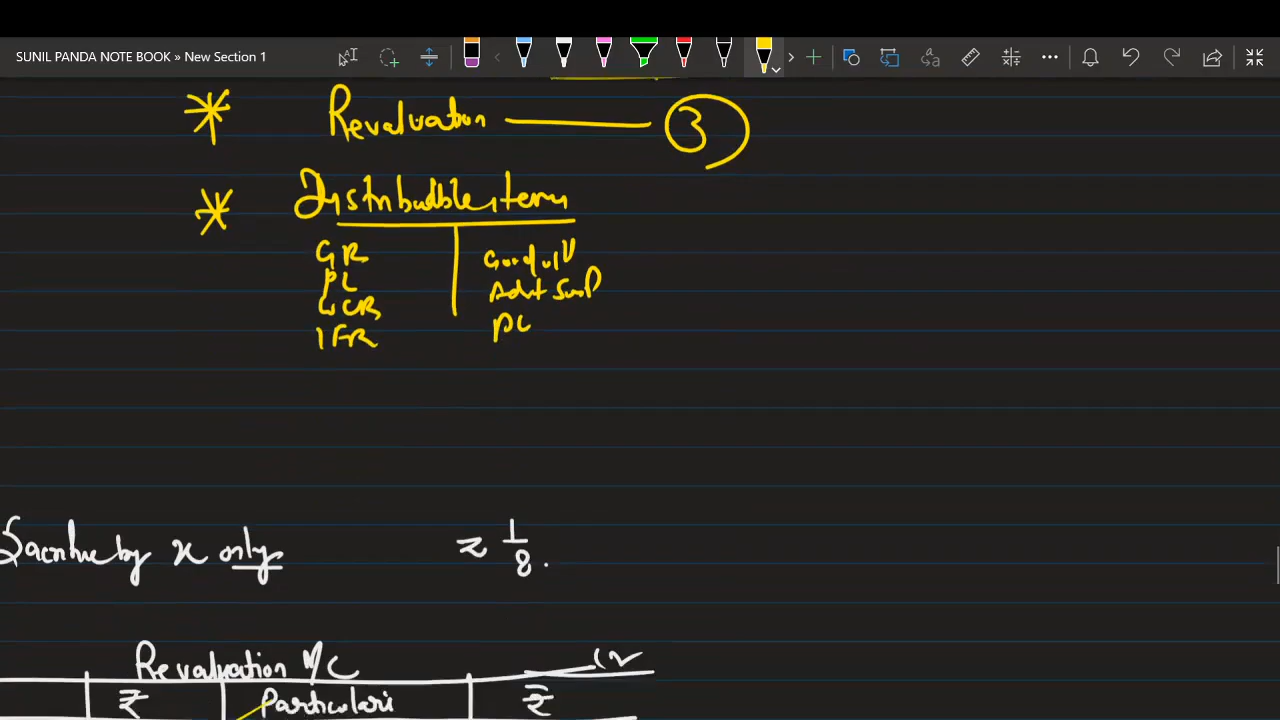 SUNIL PANDA NOTE BOOK » New Section 1
* Revaluation 3
* Distributable item
GR
PL
WCR
IFR
Goodwill
Advt Susp
PL
Sacrifice by x only = 1/8.
Revaluation A/C Cr
₹ Particulars ₹